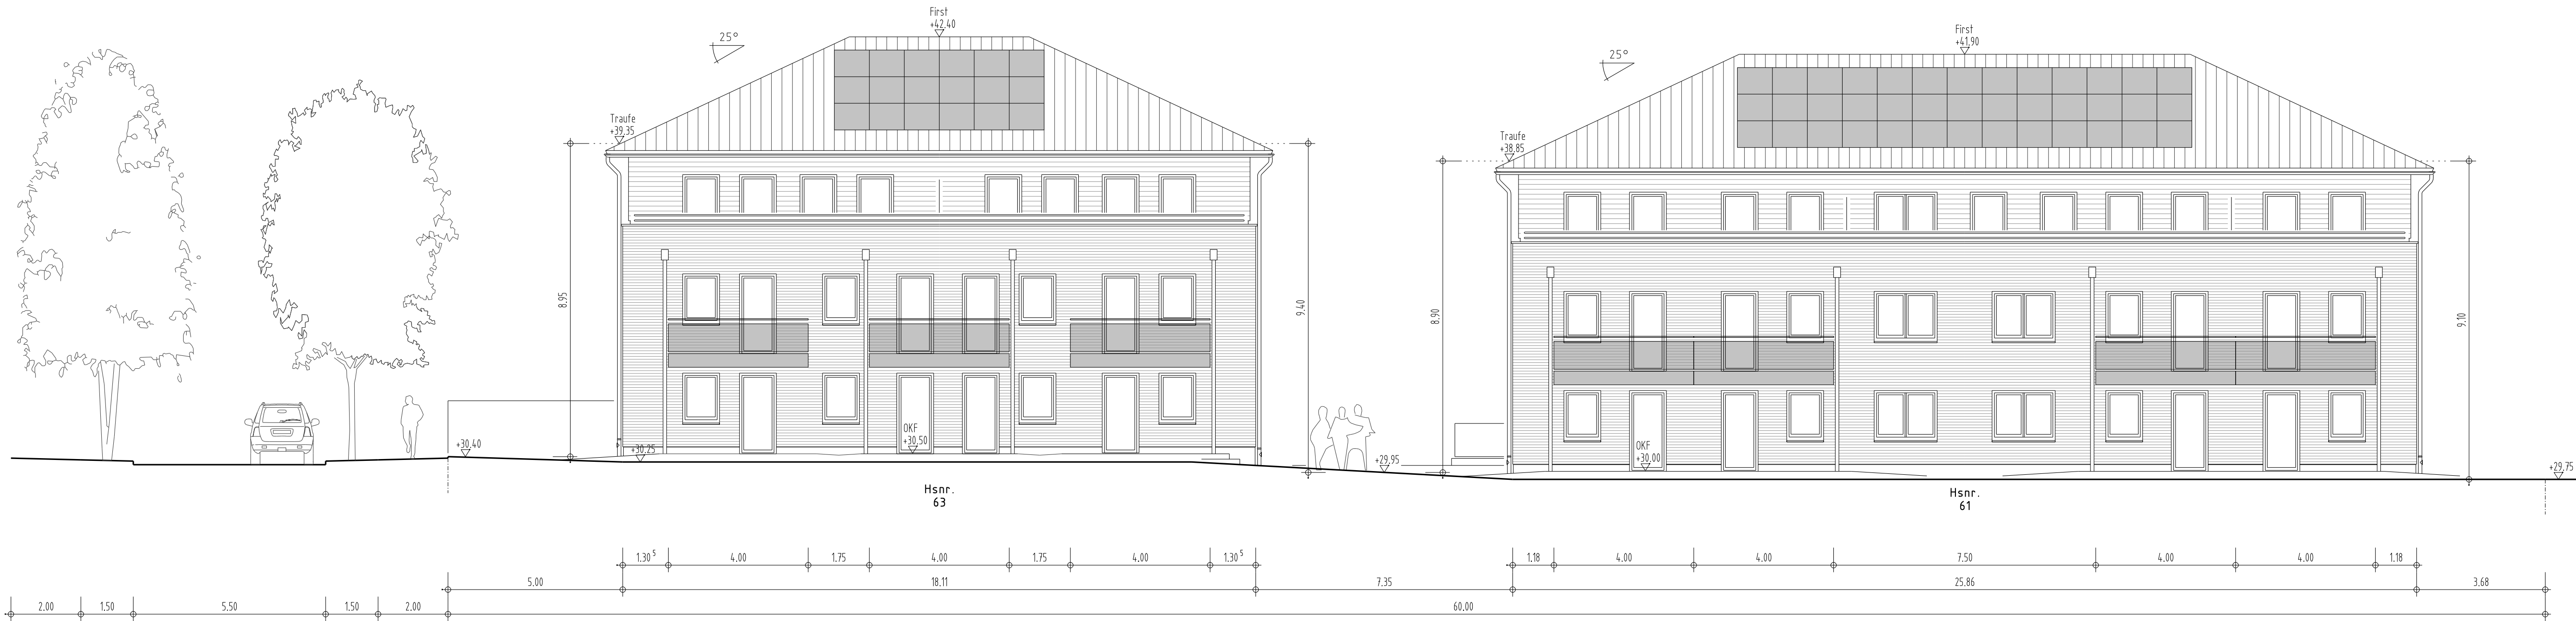 First
+42,40
25°
Traufe
+39,35
8.95
9.40
OKF
+30,50
+30,40
+30,25
+29,95
Hsnr.
63
First
+41,90
25°
Traufe
+38,85
8.90
9.10
OKF
+30,00
+29,75
Hsnr.
61
1.30⁵ 4.00 1.75 4.00 1.75 4.00 1.30⁵ 1.18 4.00 4.00 7.50 4.00 4.00 1.18
5.00 18.11 7.35 25.86 3.68
2.00 1.50 5.50 1.50 2.00 60.00